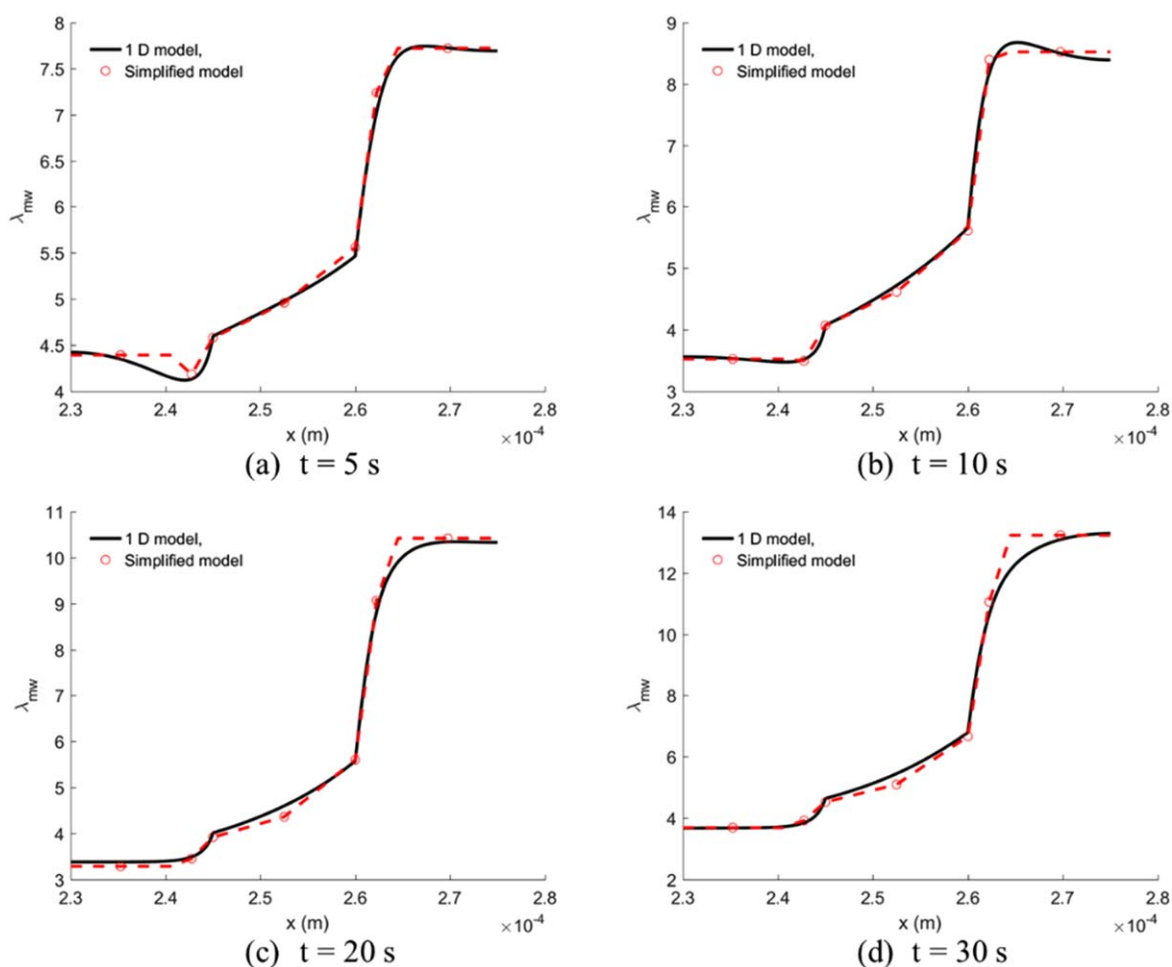 8
7.5
7
6.5
6
5.5
5
4.5
4
λmw
1 D model,
Simplified model
2.3 2.4 2.5 2.6 2.7 2.8
x (m) ×10-4
(a) t = 5 s
9
8
7
6
5
4
3
λmw
1 D model,
Simplified model
2.3 2.4 2.5 2.6 2.7 2.8
x (m) ×10-4
(b) t = 10 s
11
10
9
8
7
6
5
4
3
λmw
1 D model,
Simplified model
2.3 2.4 2.5 2.6 2.7 2.8
x (m) ×10-4
(c) t = 20 s
14
12
10
8
6
4
2
λmw
1 D model,
Simplified model
2.3 2.4 2.5 2.6 2.7 2.8
x (m) ×10-4
(d) t = 30 s